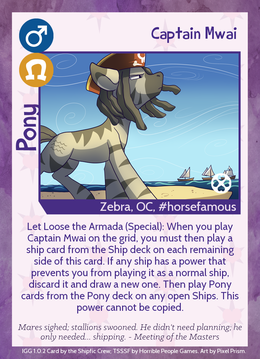 Captain Mwai
Pony
Zebra, OC, #horsefamous
Let Loose the Armada (Special): When you play
Captain Mwai on the grid, you must then play a
ship card from the Ship deck on each remaining
side of this card. If any ship has a power that
prevents you from playing it as a normal ship,
discard it and draw a new one. Then play Pony
cards from the Pony deck on any open Ships. This
power cannot be copied.
Mares sighed; stallions swooned. He didn't need planning; he
only needed... shipping. - Meeting of the Masters
IGG 1.0.2 Card by the Shipfic Crew; TSSSF by Horrible People Games. Art by Pixel Prism.